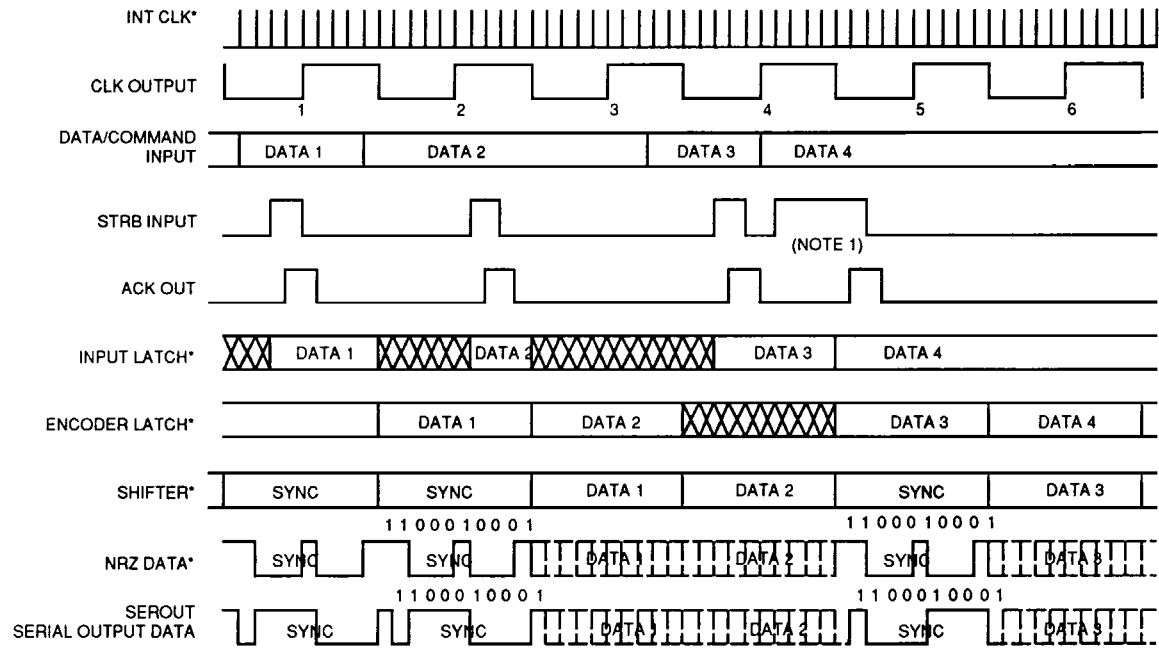 INT CLK*
CLK OUTPUT
1 2 3 4 5 6
DATA/COMMAND
INPUT
DATA 1 DATA 2 DATA 3 DATA 4
STRB INPUT
(NOTE 1)
ACK OUT
INPUT LATCH*
DATA 1 DATA 2 DATA 3 DATA 4
ENCODER LATCH*
DATA 1 DATA 2 DATA 3 DATA 4
SHIFTER*
SYNC SYNC DATA 1 DATA 2 SYNC DATA 3
1 1 0 0 0 1 0 0 0 1 1 1 0 0 0 1 0 0 0 1
NRZ DATA*
SYNC SYNC DATA 1 DATA 2 SYNC DATA 3
1 1 0 0 0 1 0 0 0 1 1 1 0 0 0 1 0 0 0 1
SEROUT
SERIAL OUTPUT DATA
SYNC SYNC DATA 1 DATA 2 SYNC DATA 3